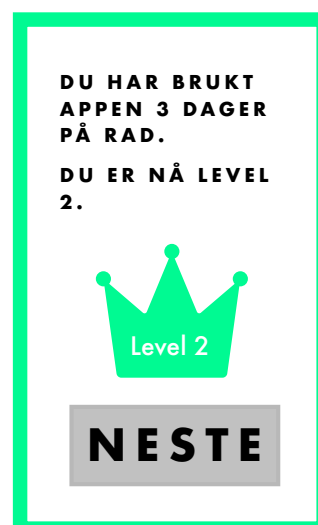 DU HAR BRUKT
APPEN 3 DAGER
PÅ RAD.
DU ER NÅ LEVEL
2.
Level 2
NESTE